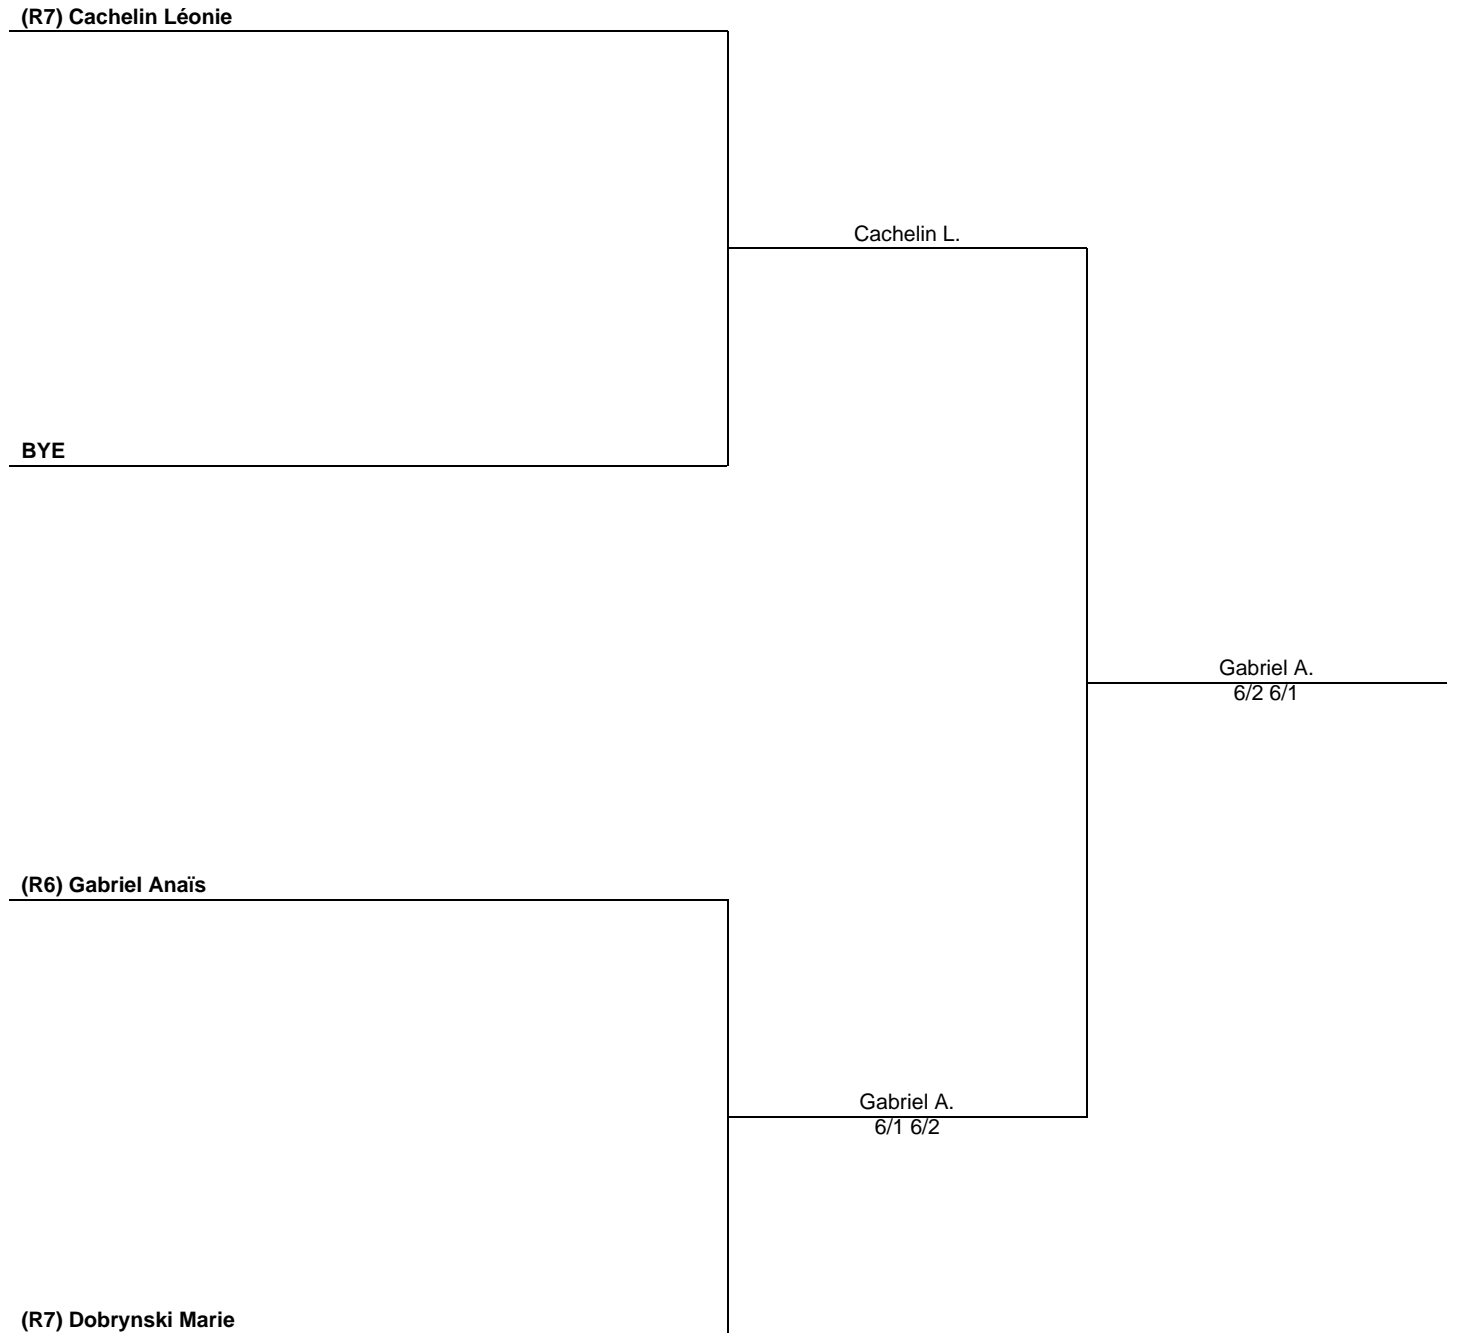 (R7) Cachelin Léonie
Cachelin L.
BYE
Gabriel A.
6/2 6/1
(R6) Gabriel Anaïs
Gabriel A.
6/1 6/2
(R7) Dobrynski Marie